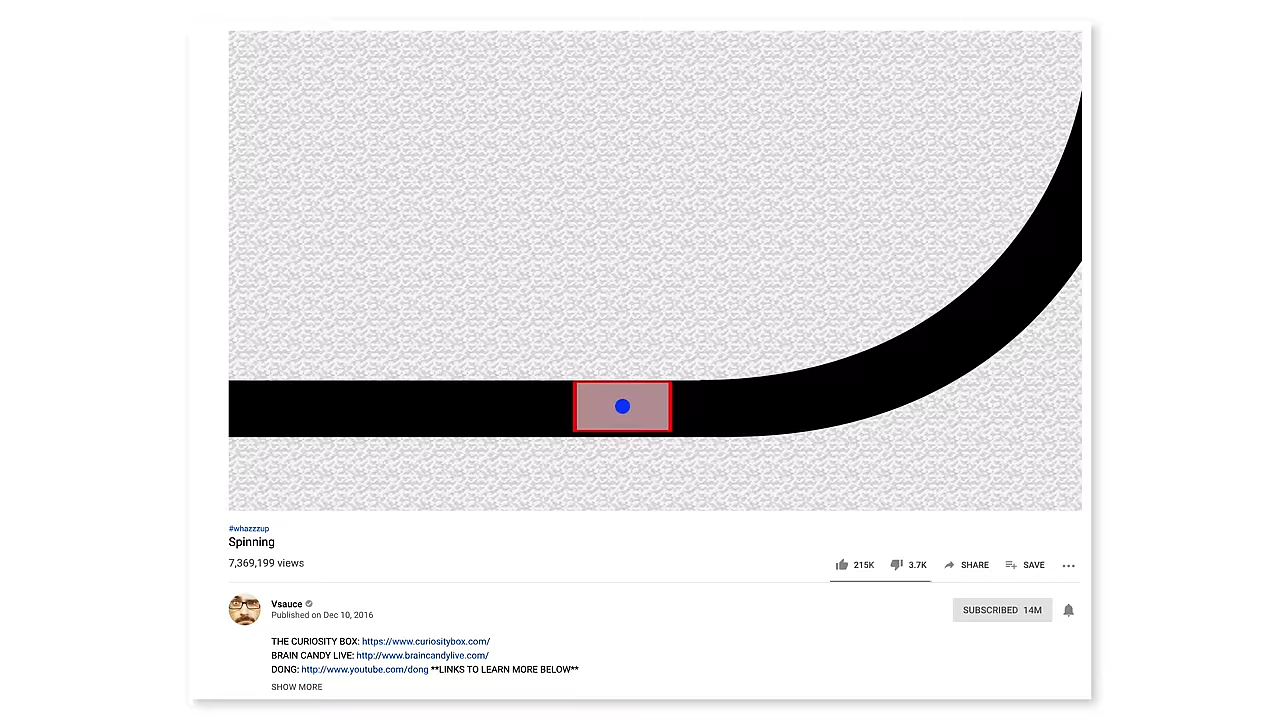 #whazzzup
Spinning
7,369,199 views
215K 3.7K SHARE SAVE
Vsauce
Published on Dec 10, 2016
SUBSCRIBED 14M
THE CURIOSITY BOX: https://www.curiositybox.com/
BRAIN CANDY LIVE: http://www.braincandylive.com/
DONG: http://www.youtube.com/dong **LINKS TO LEARN MORE BELOW**
SHOW MORE